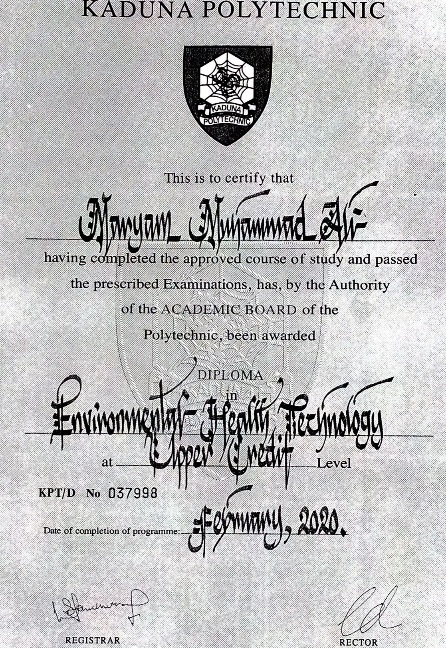 KADUNA POLYTECHNIC
KADUNA
POLYTECHNIC
This is to certify that
Maryam Muhammad Ali
having completed the approved course of study and passed
the prescribed Examinations, has, by the Authority
of the ACADEMIC BOARD of the
Polytechnic, been awarded
DIPLOMA
in
Environmental Health Technology
at Upper Credit Level
KPT/D No 037998
Date of completion of programme: February, 2020.
REGISTRAR
RECTOR